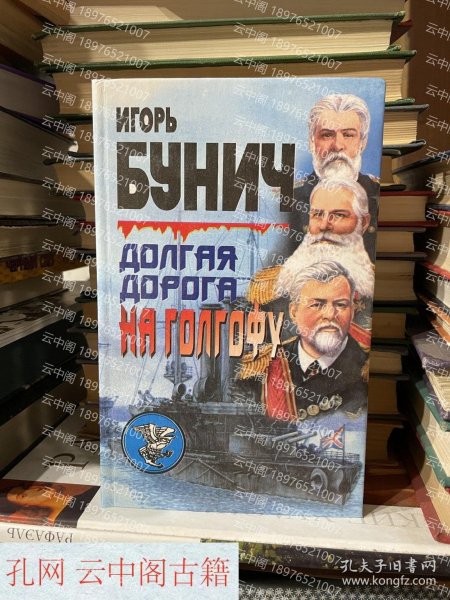 ИГОРЬ
БУНИЧ
ДОЛГАЯ
ДОРОГА
НА ГОЛГОФУ
РАФАЭЛЬ
云中阁 18976521007
孔网 云中阁古籍
孔夫子旧书网
www.kongfz.com